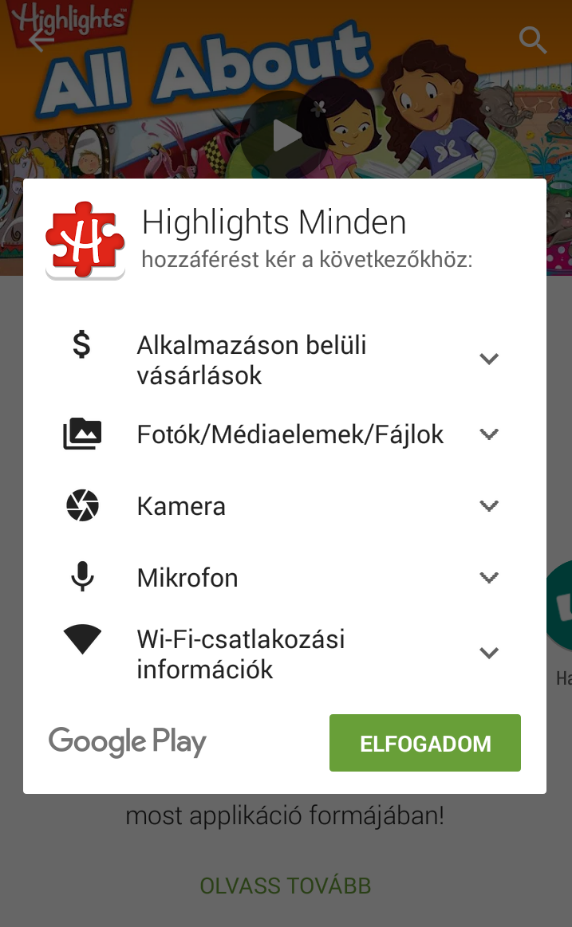 Highlights
All About
Highlights Minden
hozzáférést kér a következőkhöz:
Alkalmazáson belüli
vásárlások
Fotók/Médiaelemek/Fájlok
Kamera
Mikrofon
Wi-Fi-csatlakozási
információk
Ha
Google Play
ELFOGADOM
most applikáció formájában!
OLVASS TOVÁBB